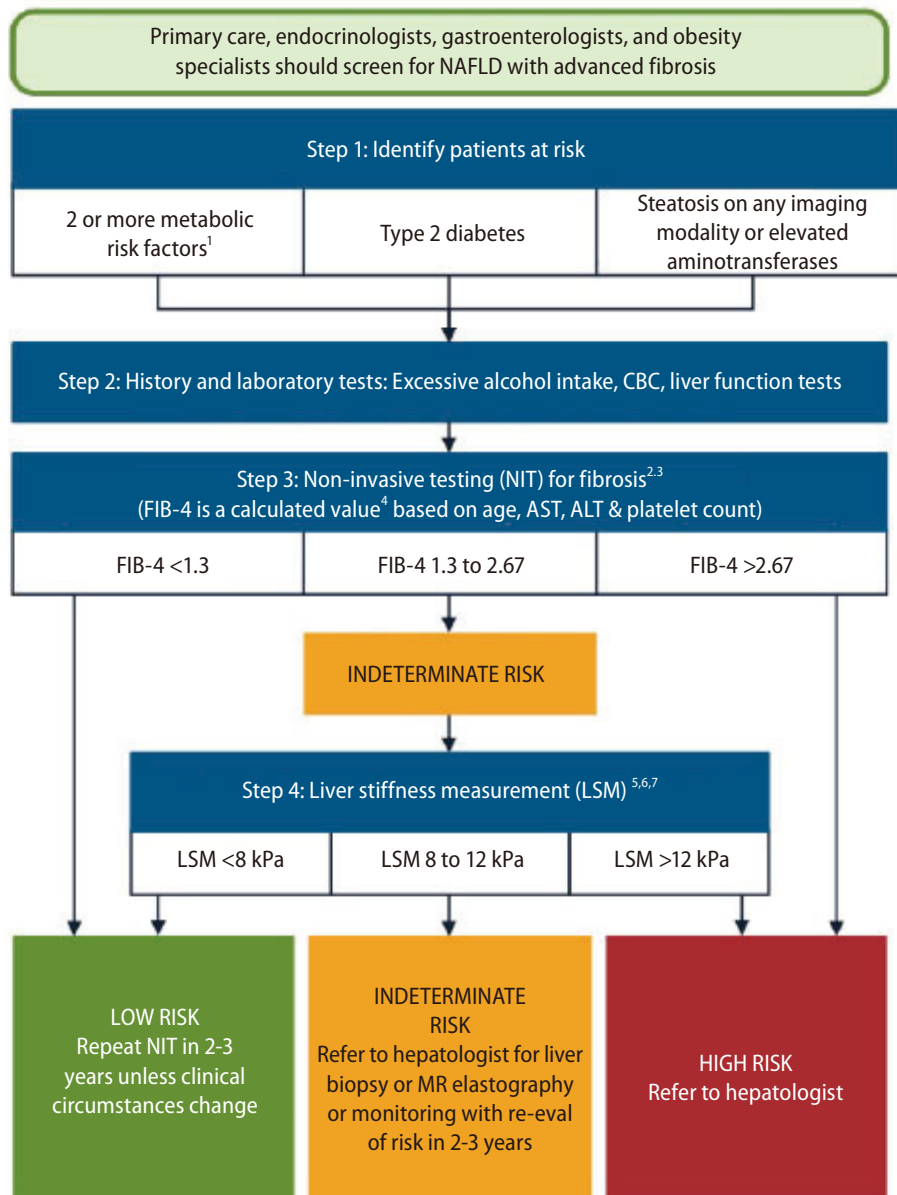 Primary care, endocrinologists, gastroenterologists, and obesity
specialists should screen for NAFLD with advanced fibrosis
Step 1: Identify patients at risk
2 or more metabolic
risk factors1
Type 2 diabetes
Steatosis on any imaging
modality or elevated
aminotransferases
Step 2: History and laboratory tests: Excessive alcohol intake, CBC, liver function tests
Step 3: Non-invasive testing (NIT) for fibrosis2.3
(FIB-4 is a calculated value4 based on age, AST, ALT & platelet count)
FIB-4 <1.3
FIB-4 1.3 to 2.67
FIB-4 >2.67
INDETERMINATE RISK
Step 4: Liver stiffness measurement (LSM) 5,6,7
LSM <8 kPa
LSM 8 to 12 kPa
LSM >12 kPa
LOW RISK
Repeat NIT in 2-3
years unless clinical
circumstances change
INDETERMINATE
RISK
Refer to hepatologist for liver
biopsy or MR elastography
or monitoring with re-eval
of risk in 2-3 years
HIGH RISK
Refer to hepatologist